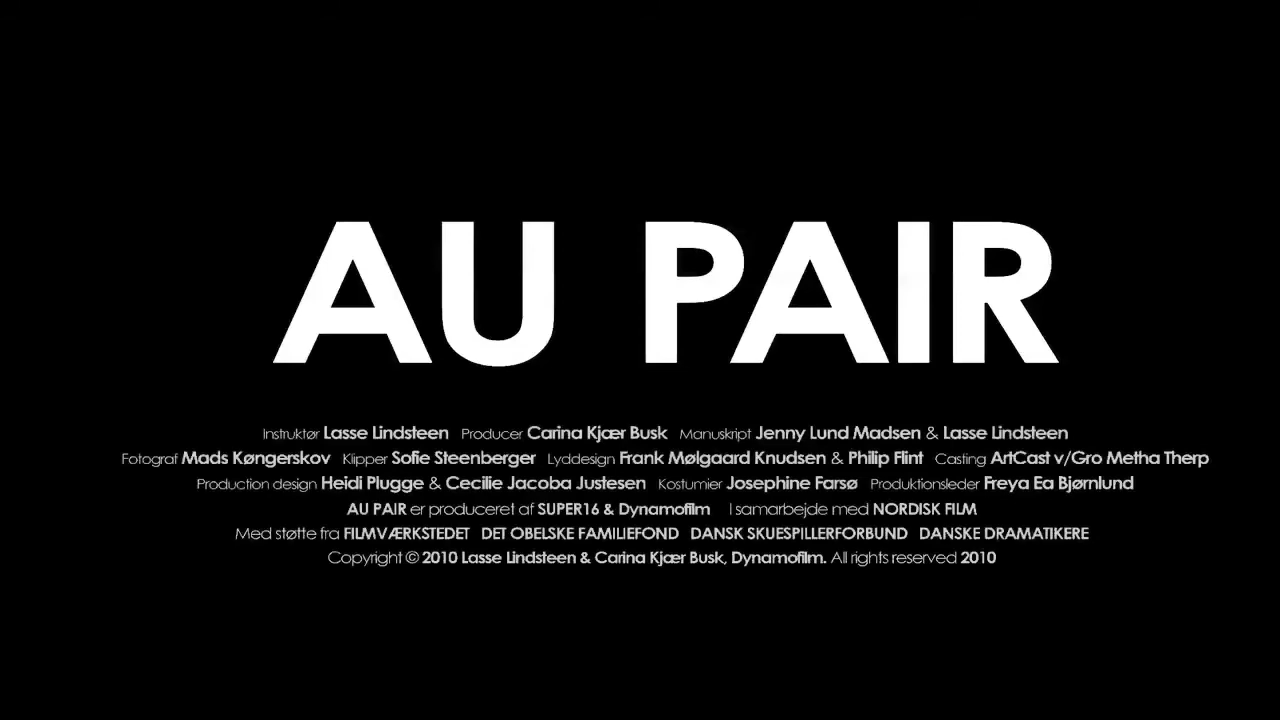 AU PAIR
Instruktør Lasse Lindsteen Producer Carina Kjær Busk Manuskript Jenny Lund Madsen & Lasse Lindsteen
Fotograf Mads Køngerskov Klipper Sofie Steenberger Lyddesign Frank Mølgaard Knudsen & Philip Flint Casting ArtCast v/Gro Metha Therp
Production design Heidi Plugge & Cecilie Jacoba Justesen Kostumier Josephine Farsø Produktionsleder Freya Ea Bjørnlund
AU PAIR er produceret af SUPER16 & Dynamofilm I samarbejde med NORDISK FILM
Med støtte fra FILMVÆRKSTEDET DET OBELSKE FAMILIEFOND DANSK SKUESPILLERFORBUND DANSKE DRAMATIKERE
Copyright © 2010 Lasse Lindsteen & Carina Kjær Busk, Dynamofilm. All rights reserved 2010